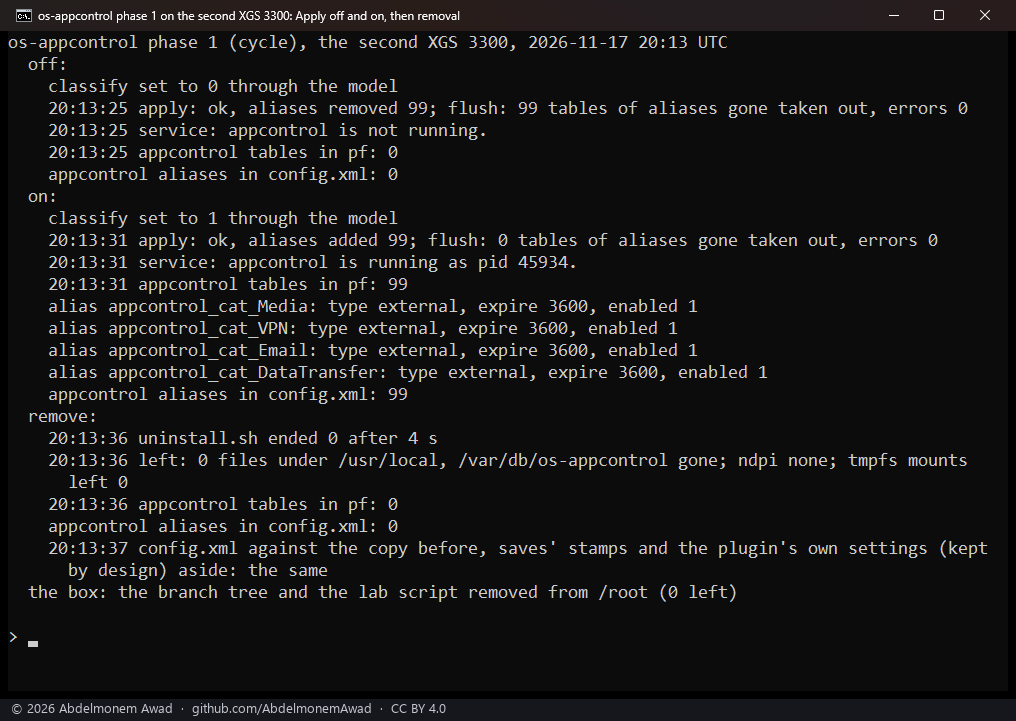 os-appcontrol phase 1 on the second XGS 3300: Apply off and on, then removal
os-appcontrol phase 1 (cycle), the second XGS 3300, 2026-11-17 20:13 UTC
off:
classify set to 0 through the model
20:13:25 apply: ok, aliases removed 99; flush: 99 tables of aliases gone taken out, errors 0
20:13:25 service: appcontrol is not running.
20:13:25 appcontrol tables in pf: 0
appcontrol aliases in config.xml: 0
on:
classify set to 1 through the model
20:13:31 apply: ok, aliases added 99; flush: 0 tables of aliases gone taken out, errors 0
20:13:31 service: appcontrol is running as pid 45934.
20:13:31 appcontrol tables in pf: 99
alias appcontrol_cat_Media: type external, expire 3600, enabled 1
alias appcontrol_cat_VPN: type external, expire 3600, enabled 1
alias appcontrol_cat_Email: type external, expire 3600, enabled 1
alias appcontrol_cat_DataTransfer: type external, expire 3600, enabled 1
appcontrol aliases in config.xml: 99
remove:
20:13:36 uninstall.sh ended 0 after 4 s
20:13:36 left: 0 files under /usr/local, /var/db/os-appcontrol gone; ndpi none; tmpfs mounts
left 0
20:13:36 appcontrol tables in pf: 0
appcontrol aliases in config.xml: 0
20:13:37 config.xml against the copy before, saves' stamps and the plugin's own settings (kept
by design) aside: the same
the box: the branch tree and the lab script removed from /root (0 left)
>
© 2026 Abdelmonem Awad · github.com/AbdelmonemAwad · CC BY 4.0